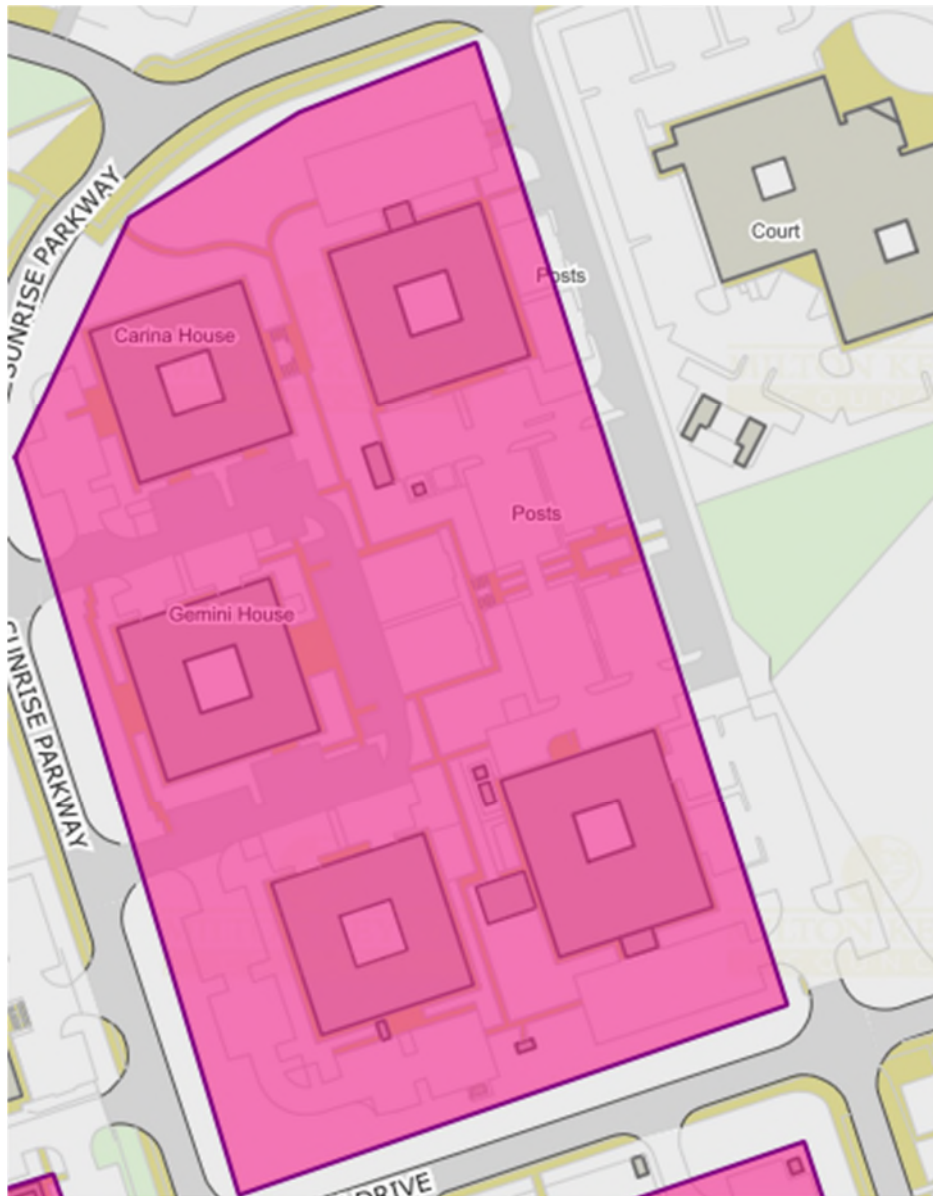 SUNRISE PARKWAY
Court
Posts
Carina House
Posts
Gemini House
SUNRISE PARKWAY
DRIVE